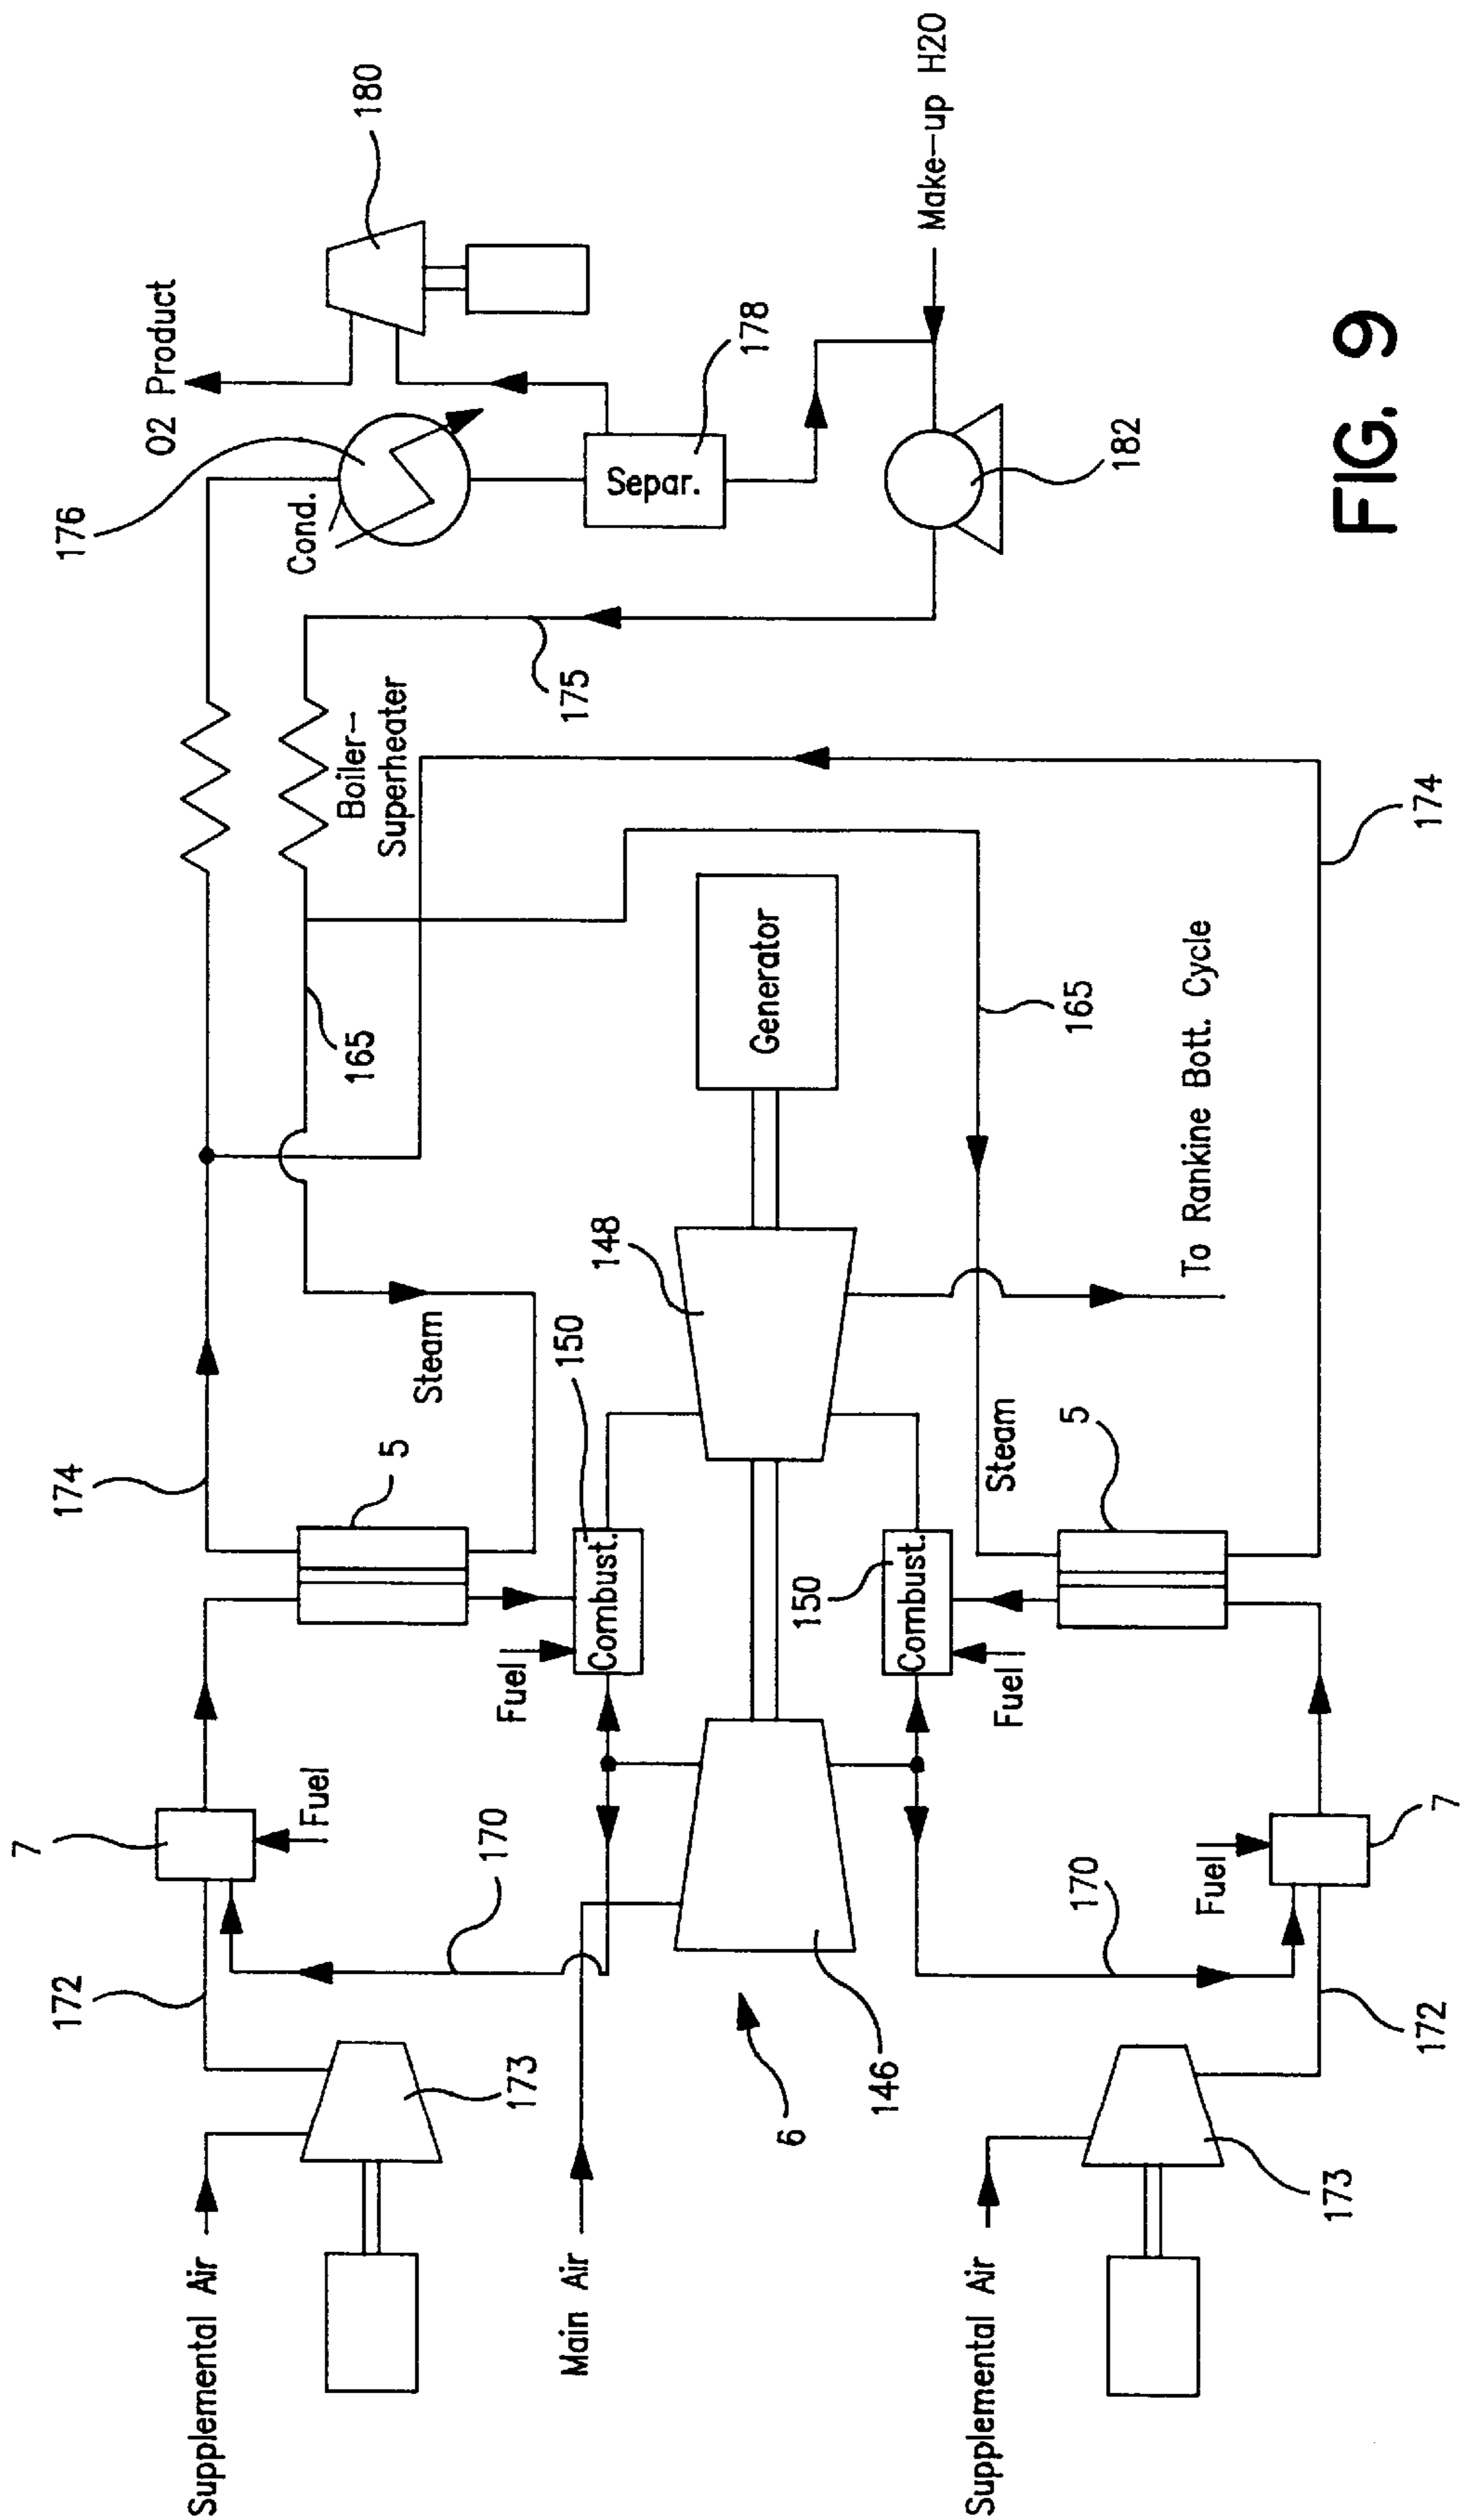 7
172
174
176
O2 Product
Supplemental Air
Fuel
Cond.
165
Boiler-
Superheater
180
5
Steam
170
Fuel
173
Main Air
150
175
Combust.
148
Separ.
178
Generator
6
150
146
Combust.
Make-up H2O
Supplemental Air
Fuel
Steam
5
165
170
182
To Rankine Bott. Cycle
Fuel
173
FIG. 9
172
174
7